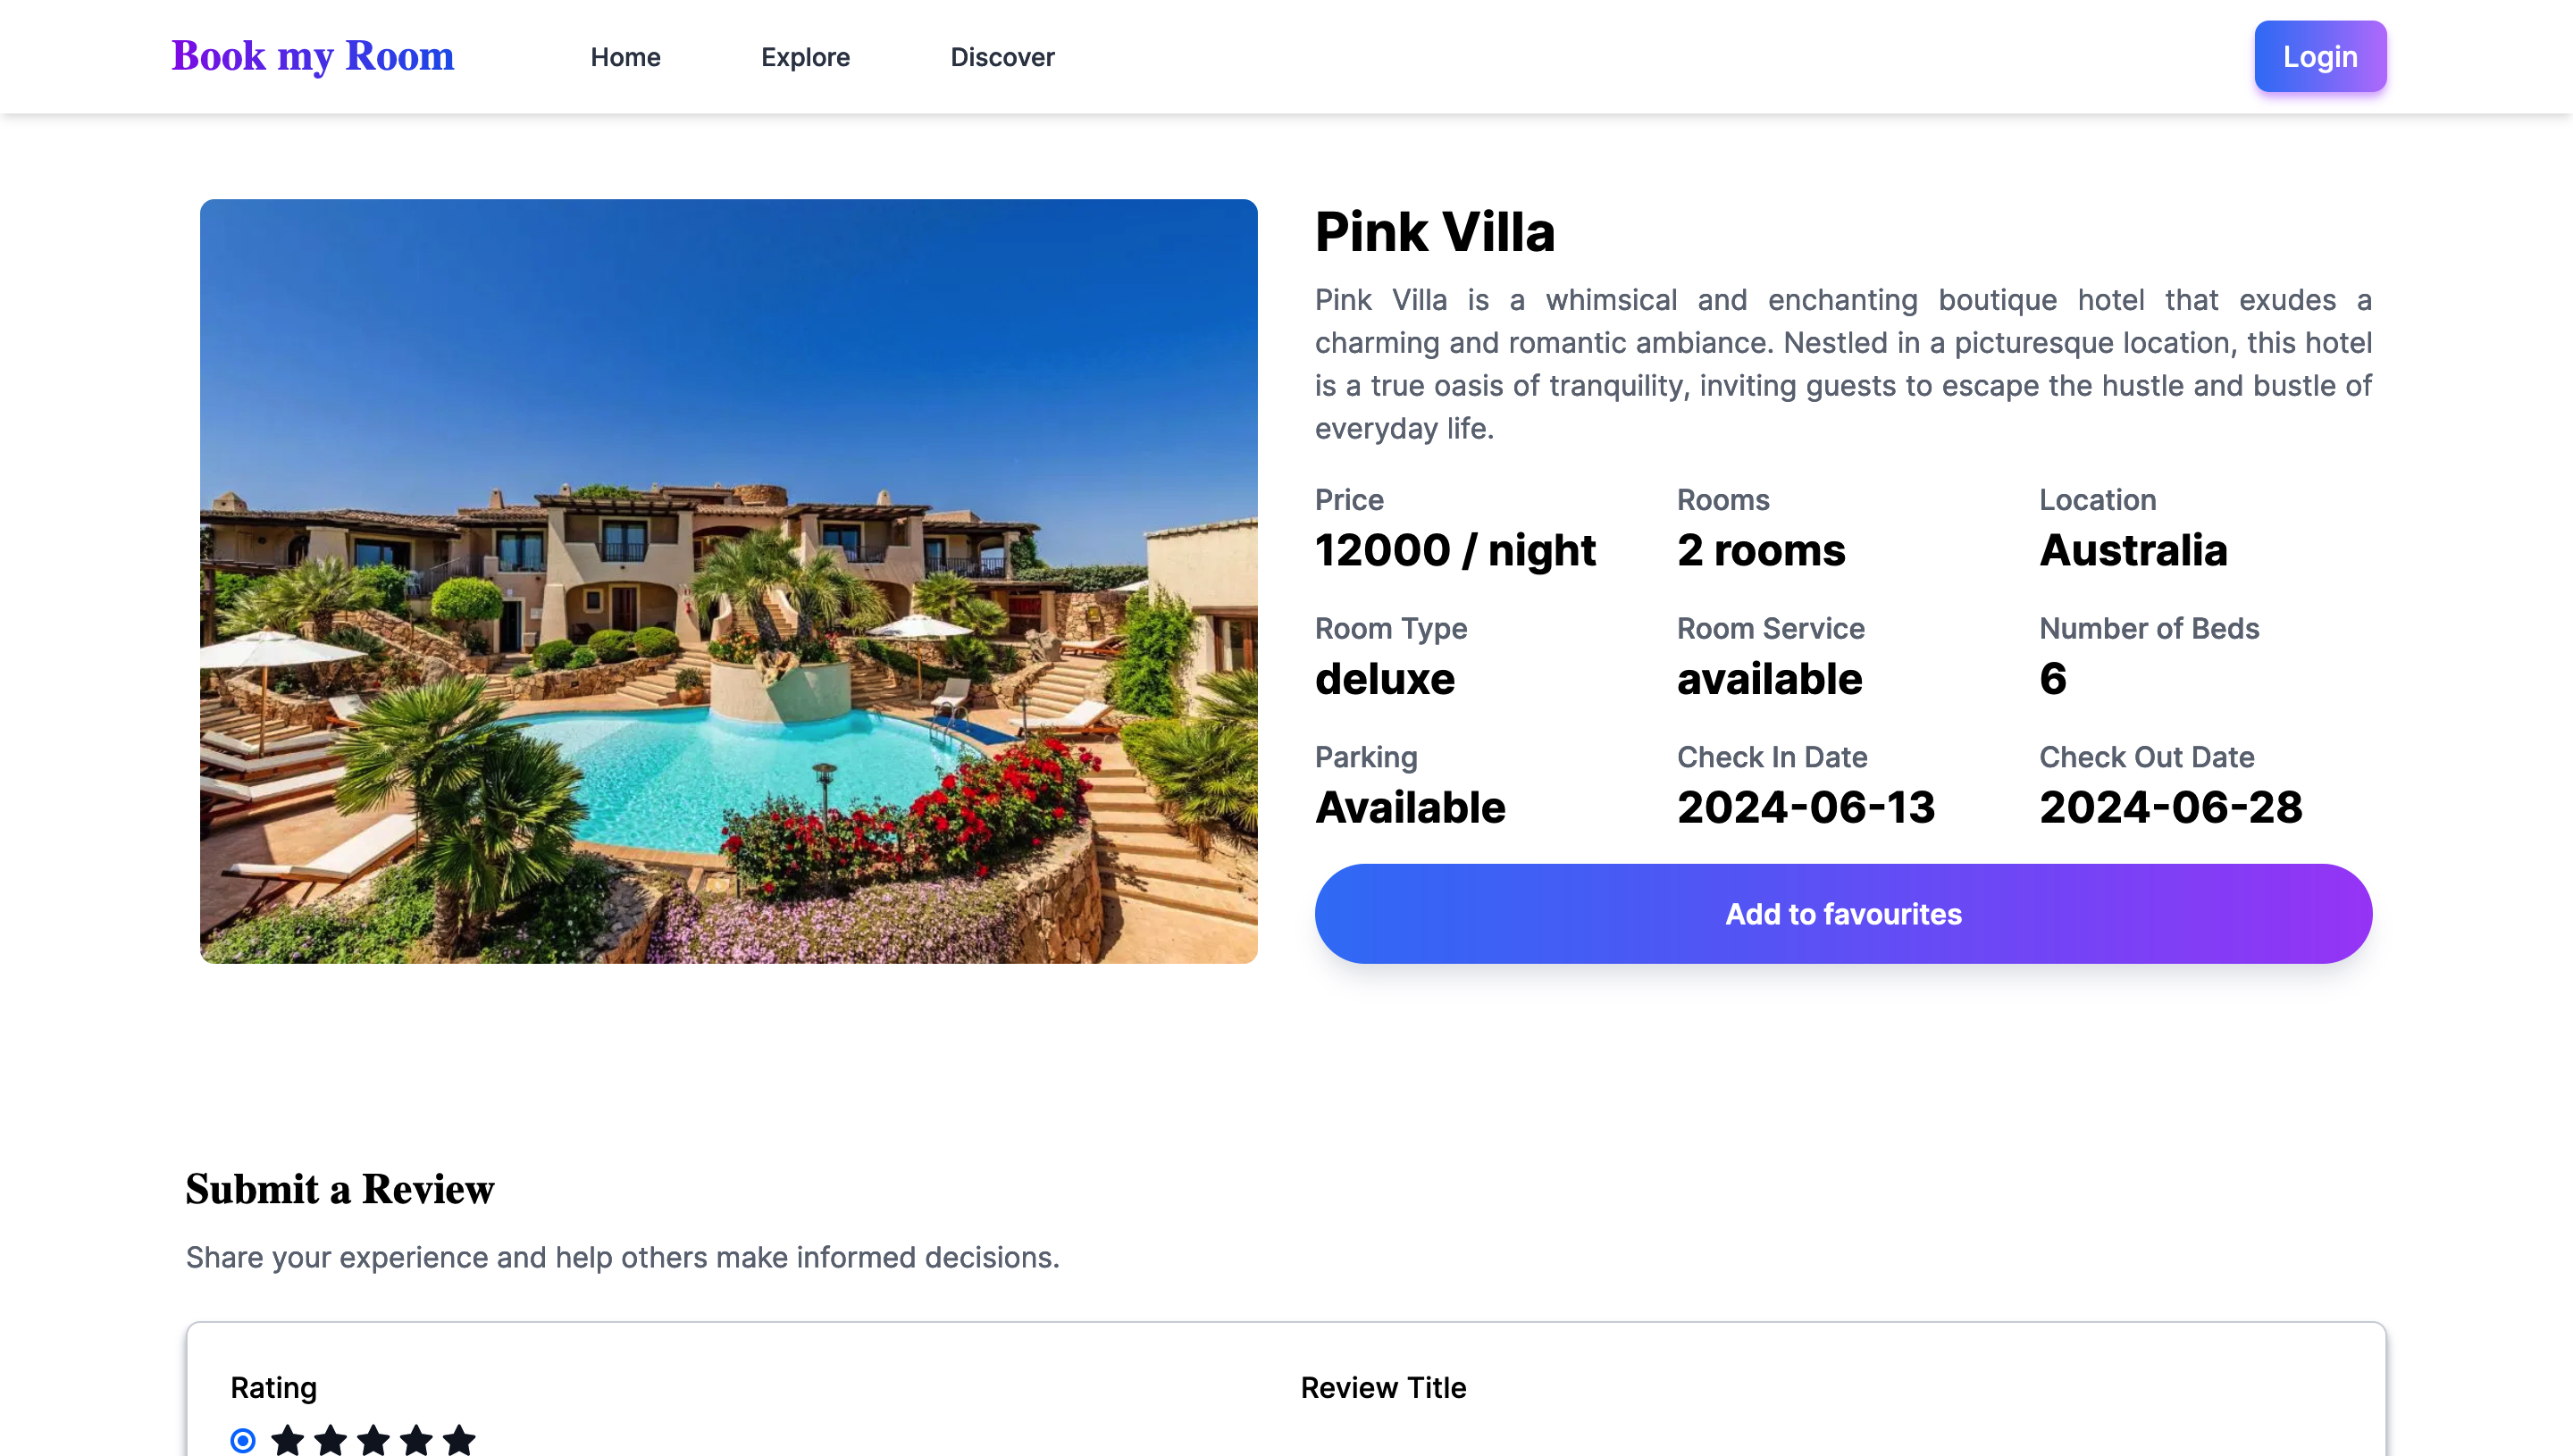 Book my Room
Home
Explore
Discover
Login
Pink Villa
Pink Villa is a whimsical and enchanting boutique hotel that exudes a
charming and romantic ambiance. Nestled in a picturesque location, this hotel
is a true oasis of tranquility, inviting guests to escape the hustle and bustle of
everyday life.
Price
12000 / night
Rooms
2 rooms
Location
Australia
Room Type
deluxe
Room Service
available
Number of Beds
6
Parking
Available
Check In Date
2024-06-13
Check Out Date
2024-06-28
Add to favourites
Submit a Review
Share your experience and help others make informed decisions.
Rating
Review Title